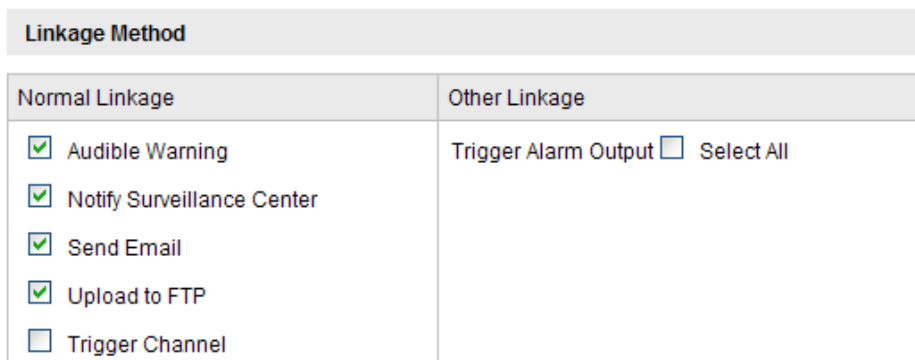 Linkage Method
Normal Linkage
Other Linkage
Audible Warning
Trigger Alarm Output Select All
Notify Surveillance Center
Send Email
Upload to FTP
Trigger Channel